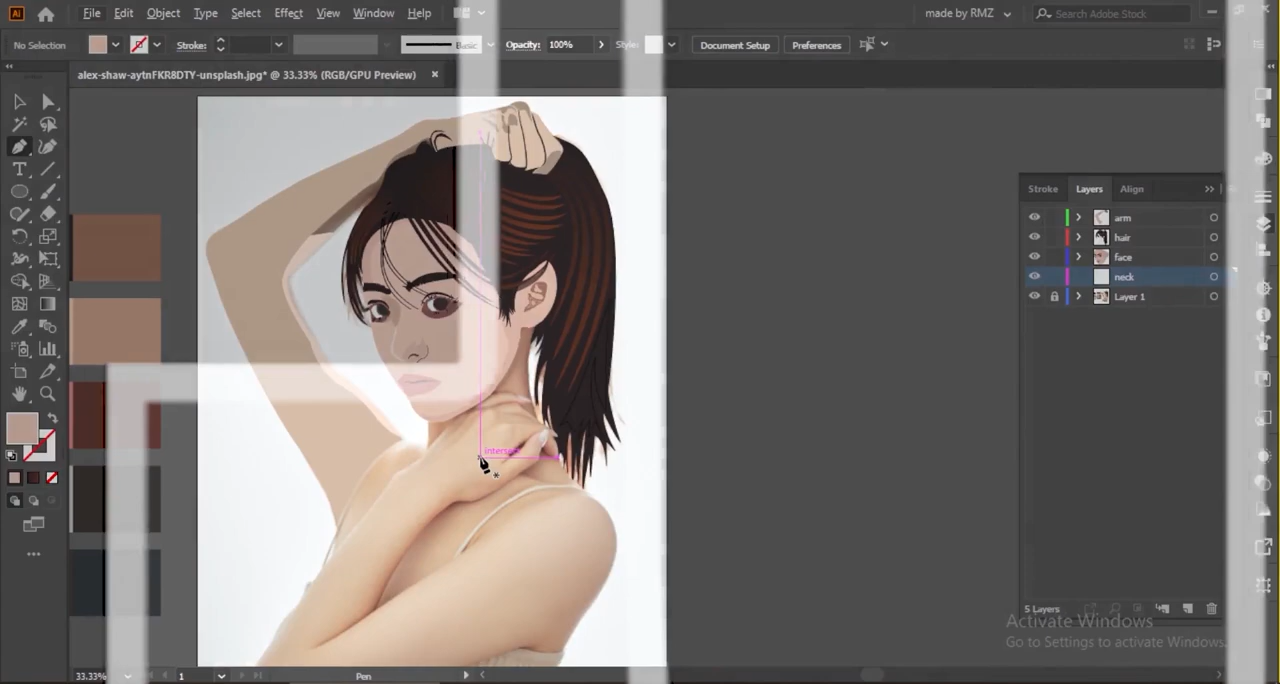 Ai File Edit Object Type Select Effect View Window Help made by RMZ Search Adobe Stock
No Selection Stroke: Basic Opacity: 100% Style: Document Setup Preferences
alex-shaw-aytnFKR8DTY-unsplash.jpg* @ 33.33% (RGB/GPU Preview) ×
Stroke Layers Align
arm
hair
face
neck
Layer 1
intersect
5 Layers
Activate Windows
Go to Settings to activate Windows.
33.33% 1 Pen